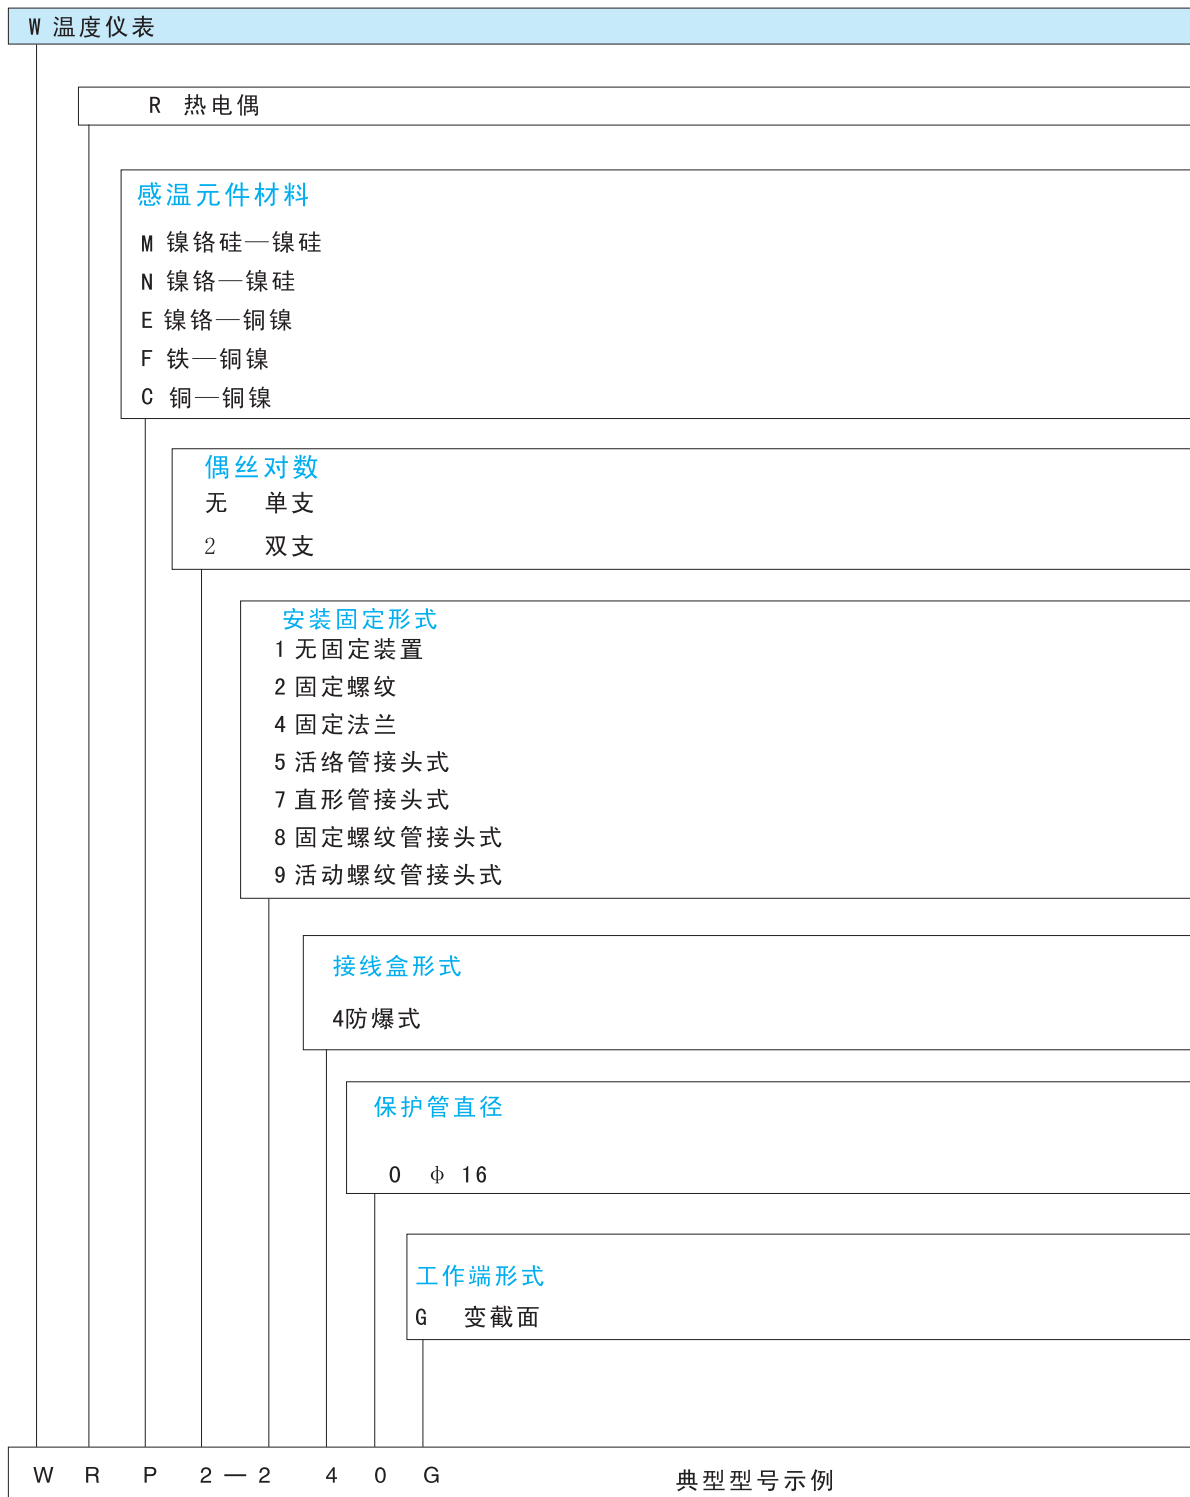 W 温度仪表
R 热电偶
感温元件材料
M 镍铬硅—镍硅
N 镍铬—镍硅
E 镍铬—铜镍
F 铁—铜镍
C 铜—铜镍
偶丝对数
无 单支
2 双支
安装固定形式
1 无固定装置
2 固定螺纹
4 固定法兰
5 活络管接头式
7 直形管接头式
8 固定螺纹管接头式
9 活动螺纹管接头式
接线盒形式
4防爆式
保护管直径
0 φ 16
工作端形式
G 变截面
W R P 2 — 2 4 0 G 典型型号示例